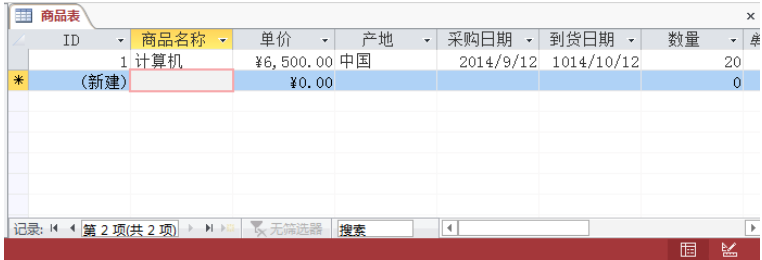 商品表
ID 商品名称 单价 产地 采购日期 到货日期 数量
1 计算机 ¥6,500.00 中国 2014/9/12 1014/10/12 20
* (新建) ¥0.00 0
记录: 第 2 项(共 2 项) 无筛选器 搜索